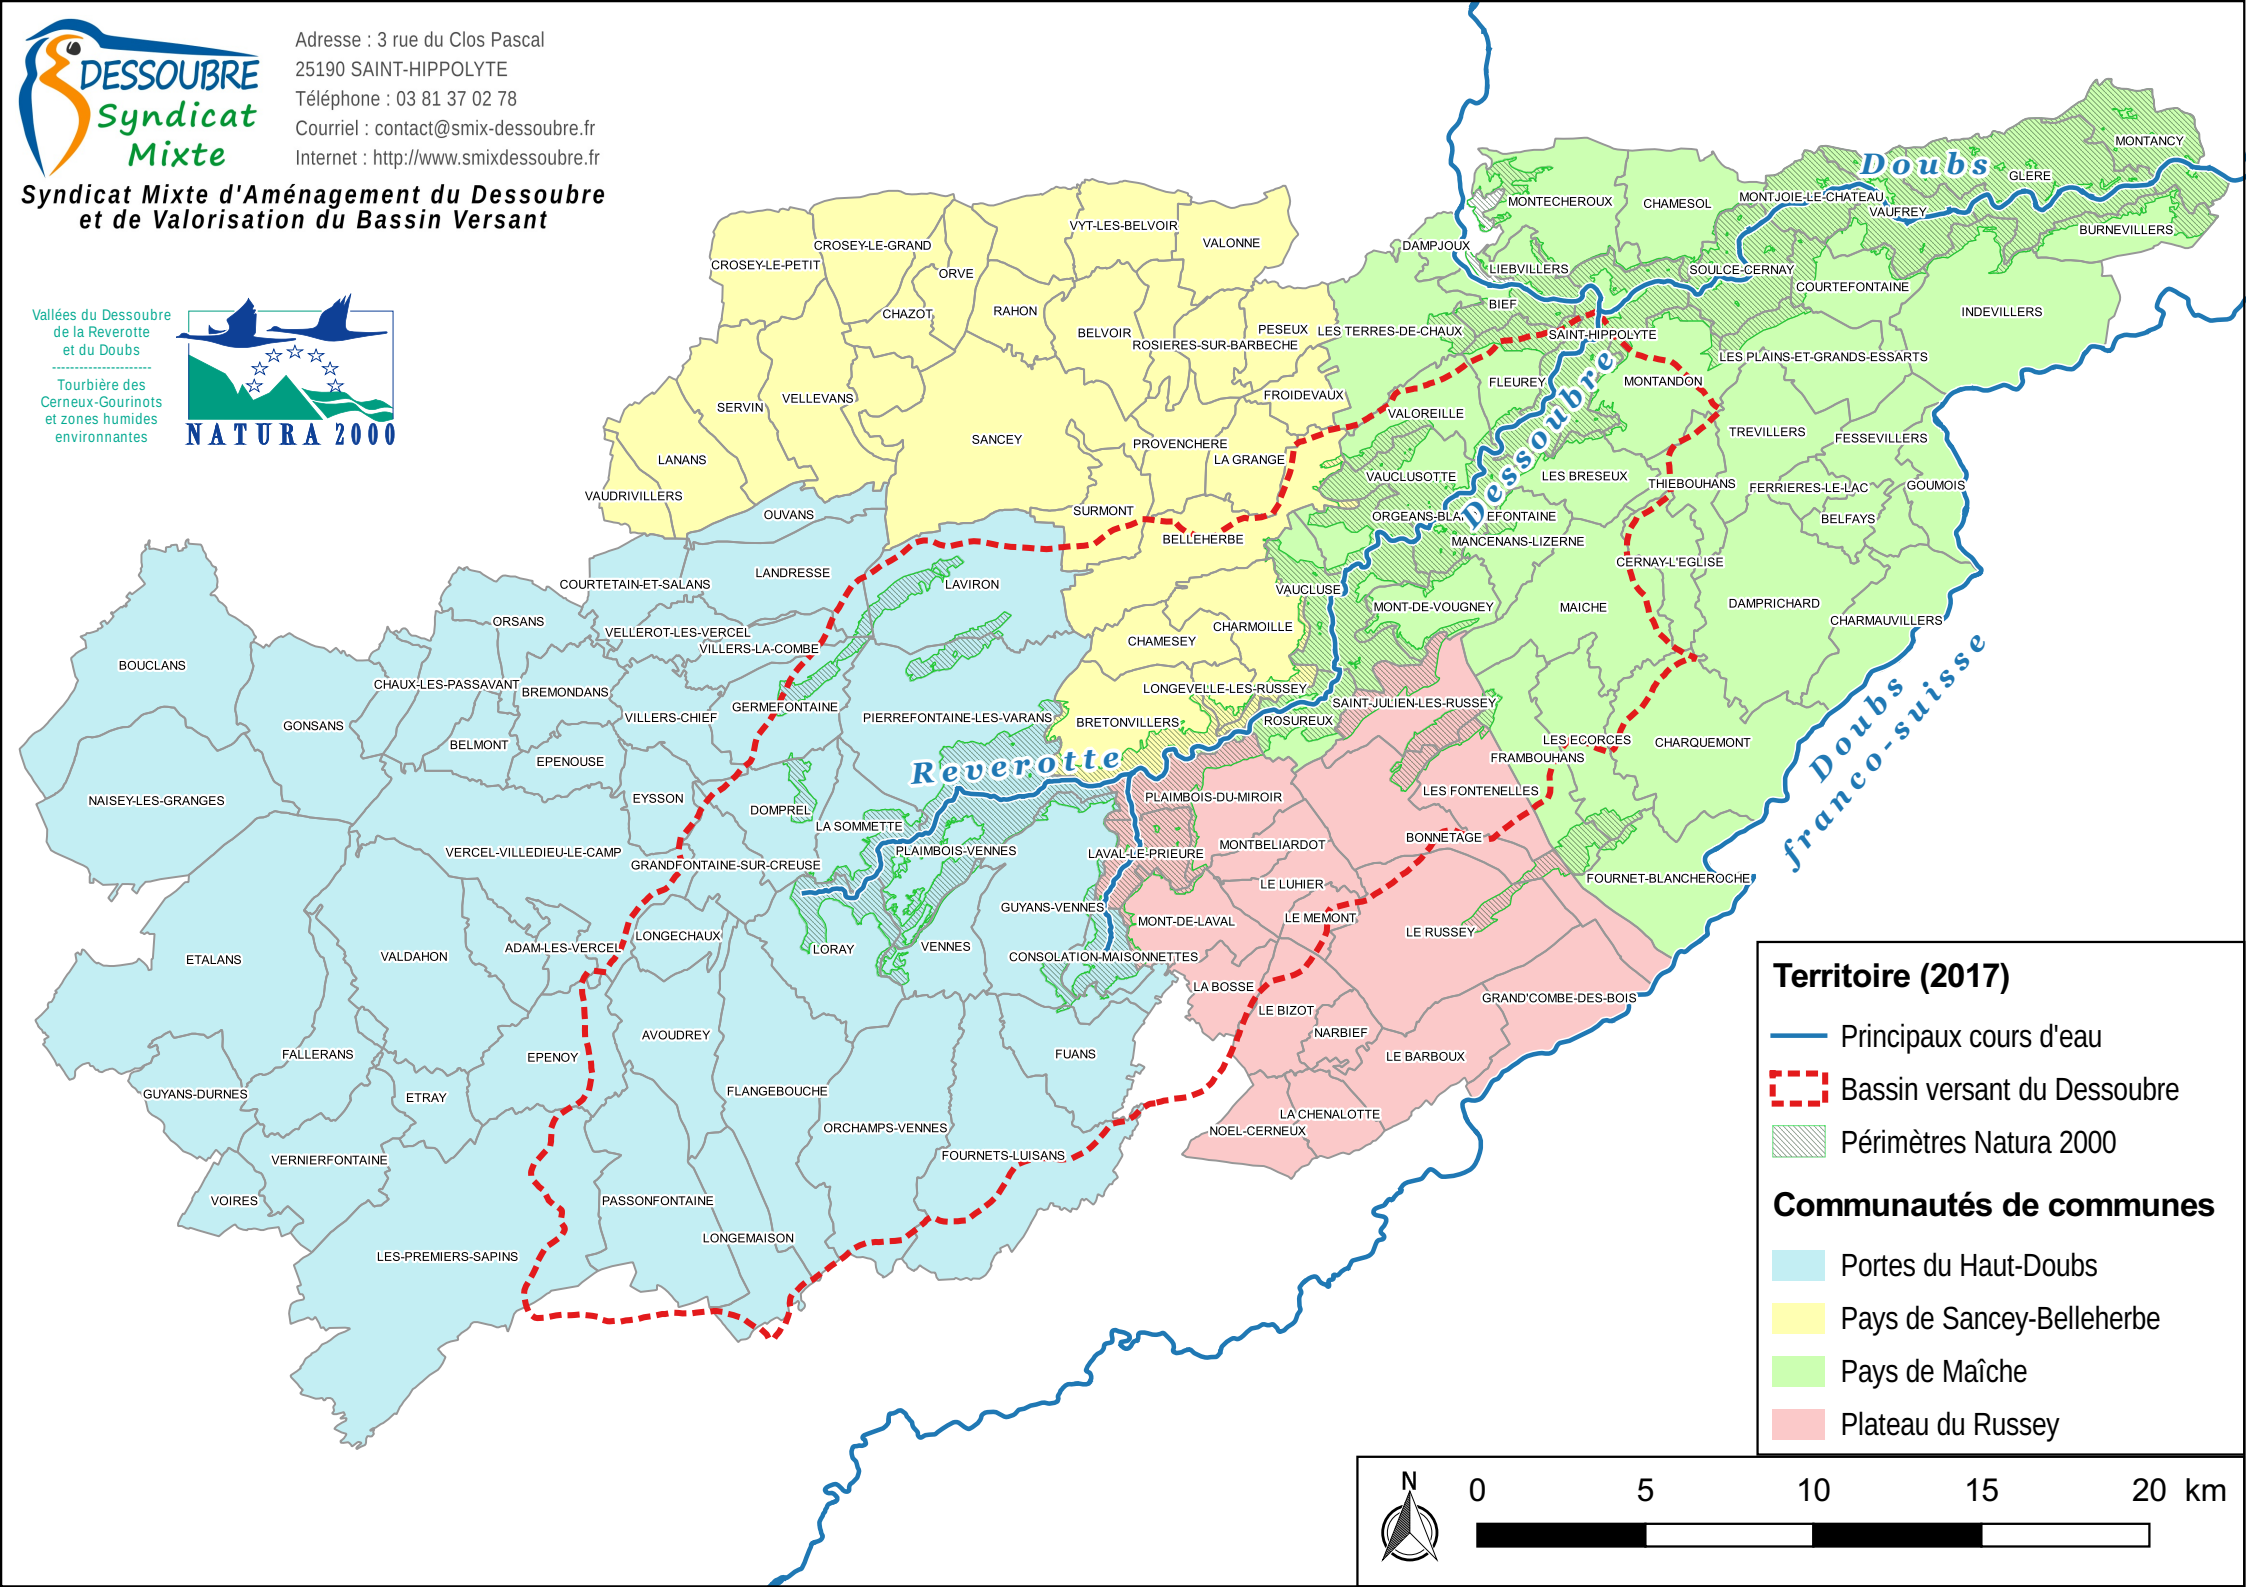 DESSOUBRE
Syndicat
Mixte
Adresse : 3 rue du Clos Pascal
25190 SAINT-HIPPOLYTE
Téléphone : 03 81 37 02 78
Courriel : contact@smix-dessoubre.fr
Internet : http://www.smixdessoubre.fr
Syndicat Mixte d'Aménagement du Dessoubre
et de Valorisation du Bassin Versant
Vallées du Dessoubre
de la Reverotte
et du Doubs
----------------------
Tourbière des
Cerneux-Gourinots
et zones humides
environnantes
NATURA 2000
MONTANCY
Doubs
GLERE
MONTJOIE-LE-CHATEAU
VAUFREY
MONTECHEROUX
CHAMESOL
BURNEVILLERS
VYT-LES-BELVOIR
VALONNE
CROSEY-LE-GRAND
CROSEY-LE-PETIT
ORVE
DAMPJOUX
LIEBVILLERS
SOULCE-CERNAY
COURTEFONTAINE
BIEF
INDEVILLERS
CHAZOT
RAHON
BELVOIR
PESEUX
LES TERRES-DE-CHAUX
ROSIERES-SUR-BARBECHE
SAINT-HIPPOLYTE
LES PLAINS-ET-GRANDS-ESSARTS
FLEUREY
MONTANDON
FROIDEVAUX
VELLEVANS
SERVIN
VALOREILLE
Dessoubre
TREVILLERS
FESSEVILLERS
SANCEY
PROVENCHERE
LA GRANGE
LANANS
VAUCLUSOTTE
LES BRESEUX
THIEBOUHANS
FERRIERES-LE-LAC
GOUMOIS
VAUDRIVILLERS
OUVANS
SURMONT
ORGEANS-BLANCHEFONTAINE
BELFAYS
BELLEHERBE
MANCENANS-LIZERNE
CERNAY-L'EGLISE
LANDRESSE
COURTETAIN-ET-SALANS
LAVIRON
VAUCLUSE
MONT-DE-VOUGNEY
MAICHE
DAMPRICHARD
CHARMAUVILLERS
ORSANS
VELLEROT-LES-VERCEL
VILLERS-LA-COMBE
CHARMOILLE
CHAMESEY
BOUCLANS
CHAUX-LES-PASSAVANT
BREMONDANS
LONGEVELLE-LES-RUSSEY
SAINT-JULIEN-LES-RUSSEY
GERMEFONTAINE
GONSANS
VILLERS-CHIEF
PIERREFONTAINE-LES-VARANS
BRETONVILLERS
ROSUREUX
Doubs
franco-suisse
BELMONT
LES ECORCES
CHARQUEMONT
EPENOUSE
FRAMBOUHANS
Reverotte
NAISEY-LES-GRANGES
EYSSON
PLAIMBOIS-DU-MIROIR
LES FONTENELLES
DOMPREL
LA SOMMETTE
BONNETAGE
VERCEL-VILLEDIEU-LE-CAMP
GRANDFONTAINE-SUR-CREUSE
PLAIMBOIS-VENNES
LAVAL-LE-PRIEURE
MONTBELIARDOT
LE LUHIER
FOURNET-BLANCHEROCHE
GUYANS-VENNES
MONT-DE-LAVAL
LE MEMONT
LE RUSSEY
LONGECHAUX
ADAM-LES-VERCEL
LORAY
VENNES
CONSOLATION-MAISONNETTES
ETALANS
VALDAHON
LA BOSSE
GRAND'COMBE-DES-BOIS
LE BIZOT
NARBIEF
AVOUDREY
FALLERANS
EPENOY
FUANS
LE BARBOUX
GUYANS-DURNES
ETRAY
FLANGEBOUCHE
LA CHENALOTTE
ORCHAMPS-VENNES
NOEL-CERNEUX
FOURNETS-LUISANS
VERNIERFONTAINE
VOIRES
PASSONFONTAINE
LONGEMAISON
LES-PREMIERS-SAPINS
Territoire (2017)
Principaux cours d'eau
Bassin versant du Dessoubre
Périmètres Natura 2000
Communautés de communes
Portes du Haut-Doubs
Pays de Sancey-Belleherbe
Pays de Maîche
Plateau du Russey
N
0 5 10 15 20 km